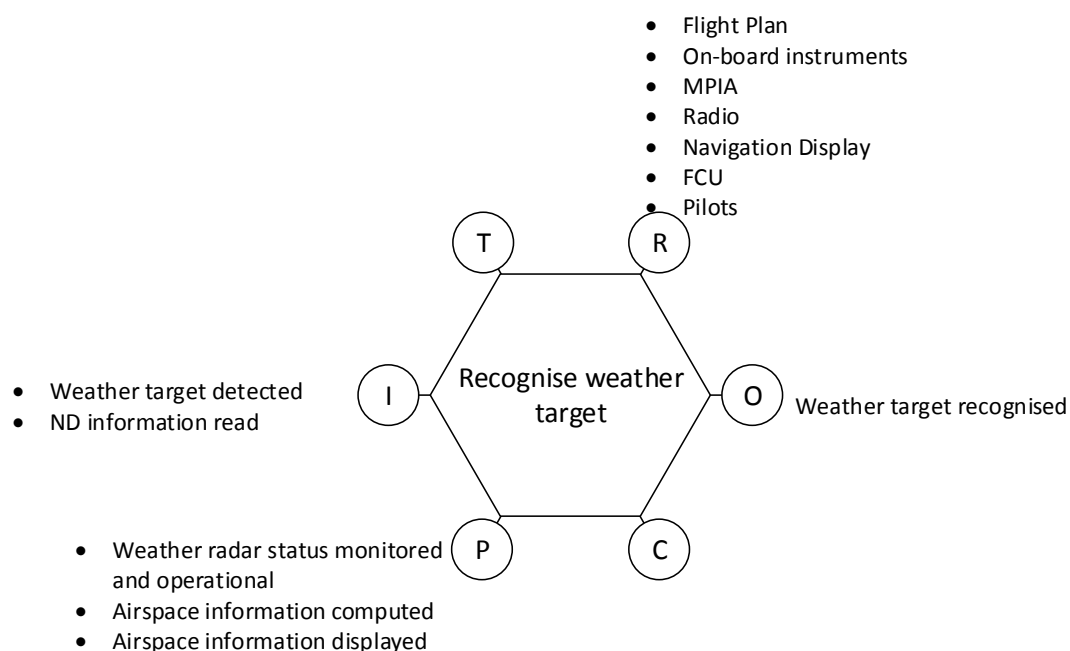 • Flight Plan
• On-board instruments
• MPIA
• Radio
• Navigation Display
• FCU
• Pilots
T
R
• Weather target detected
• ND information read
I
Recognise weather
target
O
Weather target recognised
• Weather radar status monitored
and operational
• Airspace information computed
• Airspace information displayed
P
C